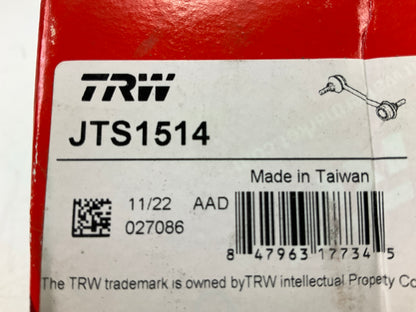 TRW
JTS1514
Made in Taiwan
11/22 AAD
027086
8 47963 17734 5
The TRW trademark is owned byTRW intellectual Property Co